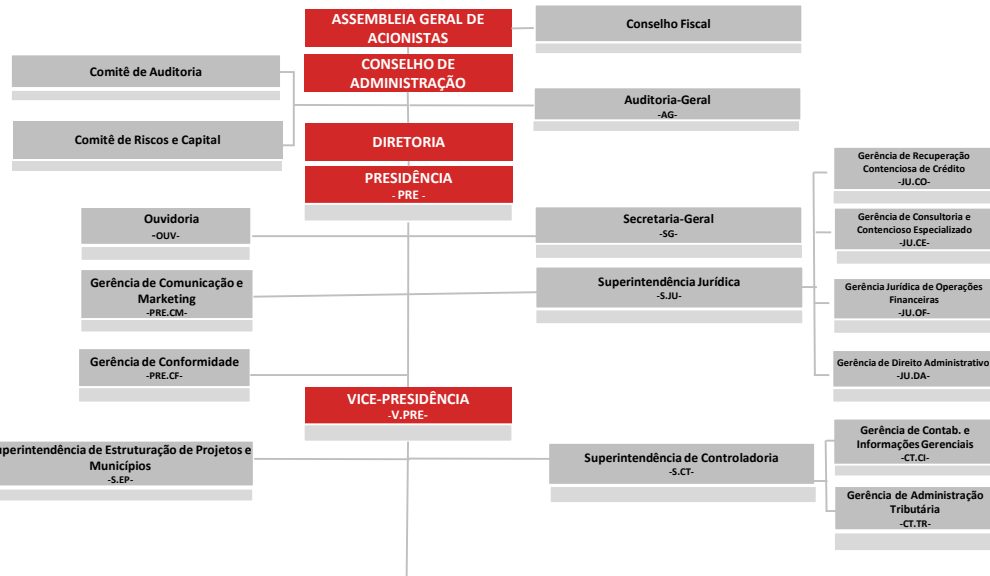 ASSEMBLEIA GERAL DE
ACIONISTAS
Conselho Fiscal
CONSELHO DE
ADMINISTRAÇÃO
Comitê de Auditoria
Auditoria-Geral
-AG-
Comitê de Riscos e Capital
DIRETORIA
PRESIDÊNCIA
- PRE -
Gerência de Recuperação
Contenciosa de Crédito
-JU.CO-
Ouvidoria
-OUV-
Secretaria-Geral
-SG-
Gerência de Consultoria e
Contencioso Especializado
-JU.CE-
Gerência de Comunicação e
Marketing
-PRE.CM-
Superintendência Jurídica
-S.JU-
Gerência Jurídica de Operações
Financeiras
-JU.OF-
Gerência de Conformidade
-PRE.CF-
Gerência de Direito Administrativo
-JU.DA-
VICE-PRESIDÊNCIA
-V.PRE-
uperintendência de Estruturação de Projetos e
Municípios
-S.EP-
Superintendência de Controladoria
-S.CT-
Gerência de Contab. e
Informações Gerenciais
-CT.CI-
Gerência de Administração
Tributária
-CT.TR-